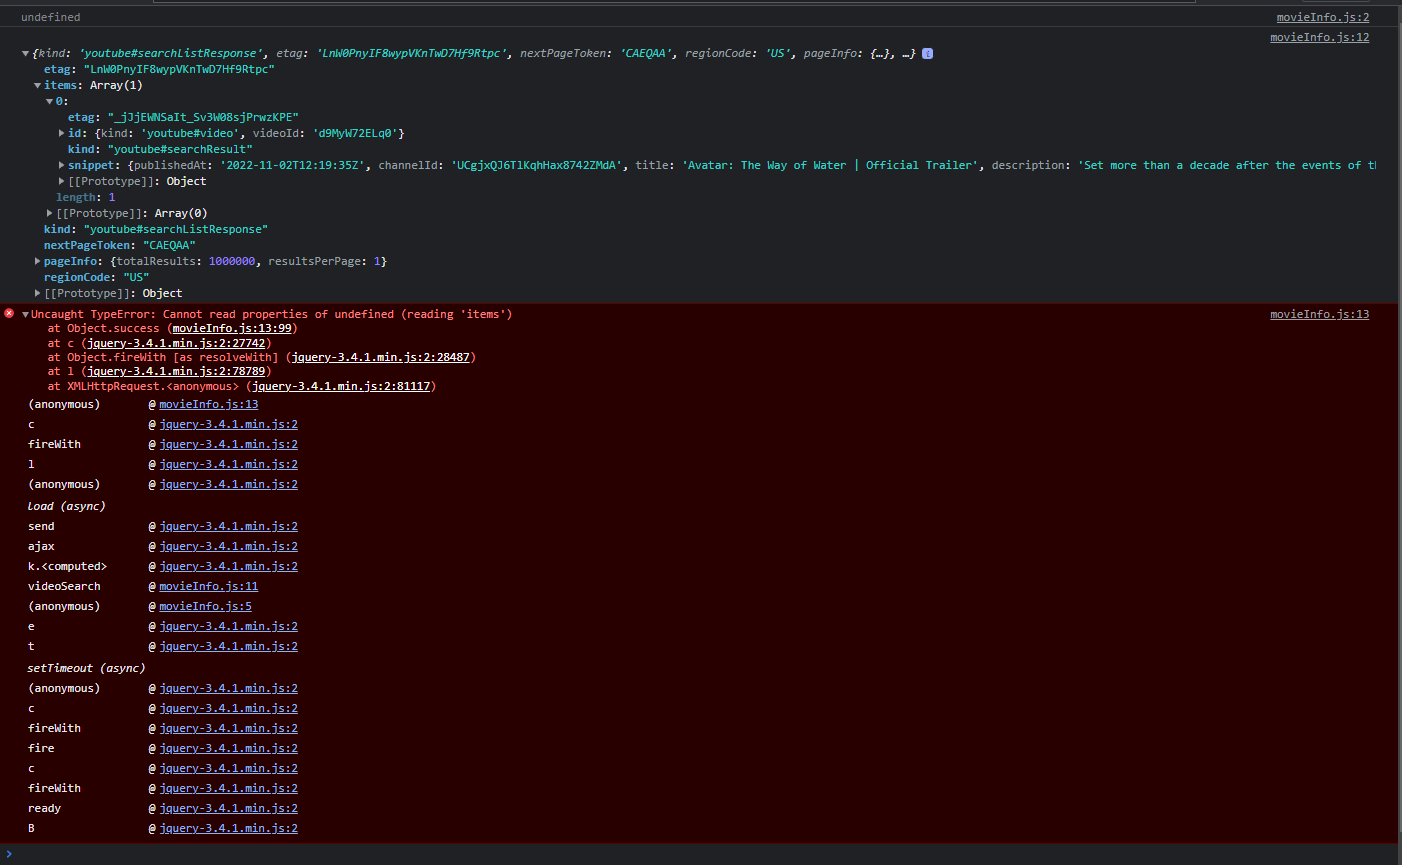 undefined movieInfo.js:2
movieInfo.js:12
{kind: 'youtube#searchListResponse', etag: 'LnW0PnyIF8wypVKnTwD7Hf9Rtpc', nextPageToken: 'CAEQAA', regionCode: 'US', pageInfo: {…}, …}
etag: "LnW0PnyIF8wypVKnTwD7Hf9Rtpc"
items: Array(1)
0:
etag: "_jJjEWNSaIt_Sv3W08sjPrwzKPE"
id: {kind: 'youtube#video', videoId: 'd9MyW72ELq0'}
kind: "youtube#searchResult"
snippet: {publishedAt: '2022-11-02T12:19:35Z', channelId: 'UCgjxQJ6TlKqhHax8742ZMdA', title: 'Avatar: The Way of Water | Official Trailer', description: 'Set more than a decade after the events of th
[[Prototype]]: Object
length: 1
[[Prototype]]: Array(0)
kind: "youtube#searchListResponse"
nextPageToken: "CAEQAA"
pageInfo: {totalResults: 1000000, resultsPerPage: 1}
regionCode: "US"
[[Prototype]]: Object
Uncaught TypeError: Cannot read properties of undefined (reading 'items') movieInfo.js:13
at Object.success (movieInfo.js:13:99)
at c (jquery-3.4.1.min.js:2:27742)
at Object.fireWith [as resolveWith] (jquery-3.4.1.min.js:2:28487)
at l (jquery-3.4.1.min.js:2:78789)
at XMLHttpRequest.<anonymous> (jquery-3.4.1.min.js:2:81117)
(anonymous) @ movieInfo.js:13
c @ jquery-3.4.1.min.js:2
fireWith @ jquery-3.4.1.min.js:2
l @ jquery-3.4.1.min.js:2
(anonymous) @ jquery-3.4.1.min.js:2
load (async)
send @ jquery-3.4.1.min.js:2
ajax @ jquery-3.4.1.min.js:2
k.<computed> @ jquery-3.4.1.min.js:2
videoSearch @ movieInfo.js:11
(anonymous) @ movieInfo.js:5
e @ jquery-3.4.1.min.js:2
t @ jquery-3.4.1.min.js:2
setTimeout (async)
(anonymous) @ jquery-3.4.1.min.js:2
c @ jquery-3.4.1.min.js:2
fireWith @ jquery-3.4.1.min.js:2
fire @ jquery-3.4.1.min.js:2
c @ jquery-3.4.1.min.js:2
fireWith @ jquery-3.4.1.min.js:2
ready @ jquery-3.4.1.min.js:2
B @ jquery-3.4.1.min.js:2